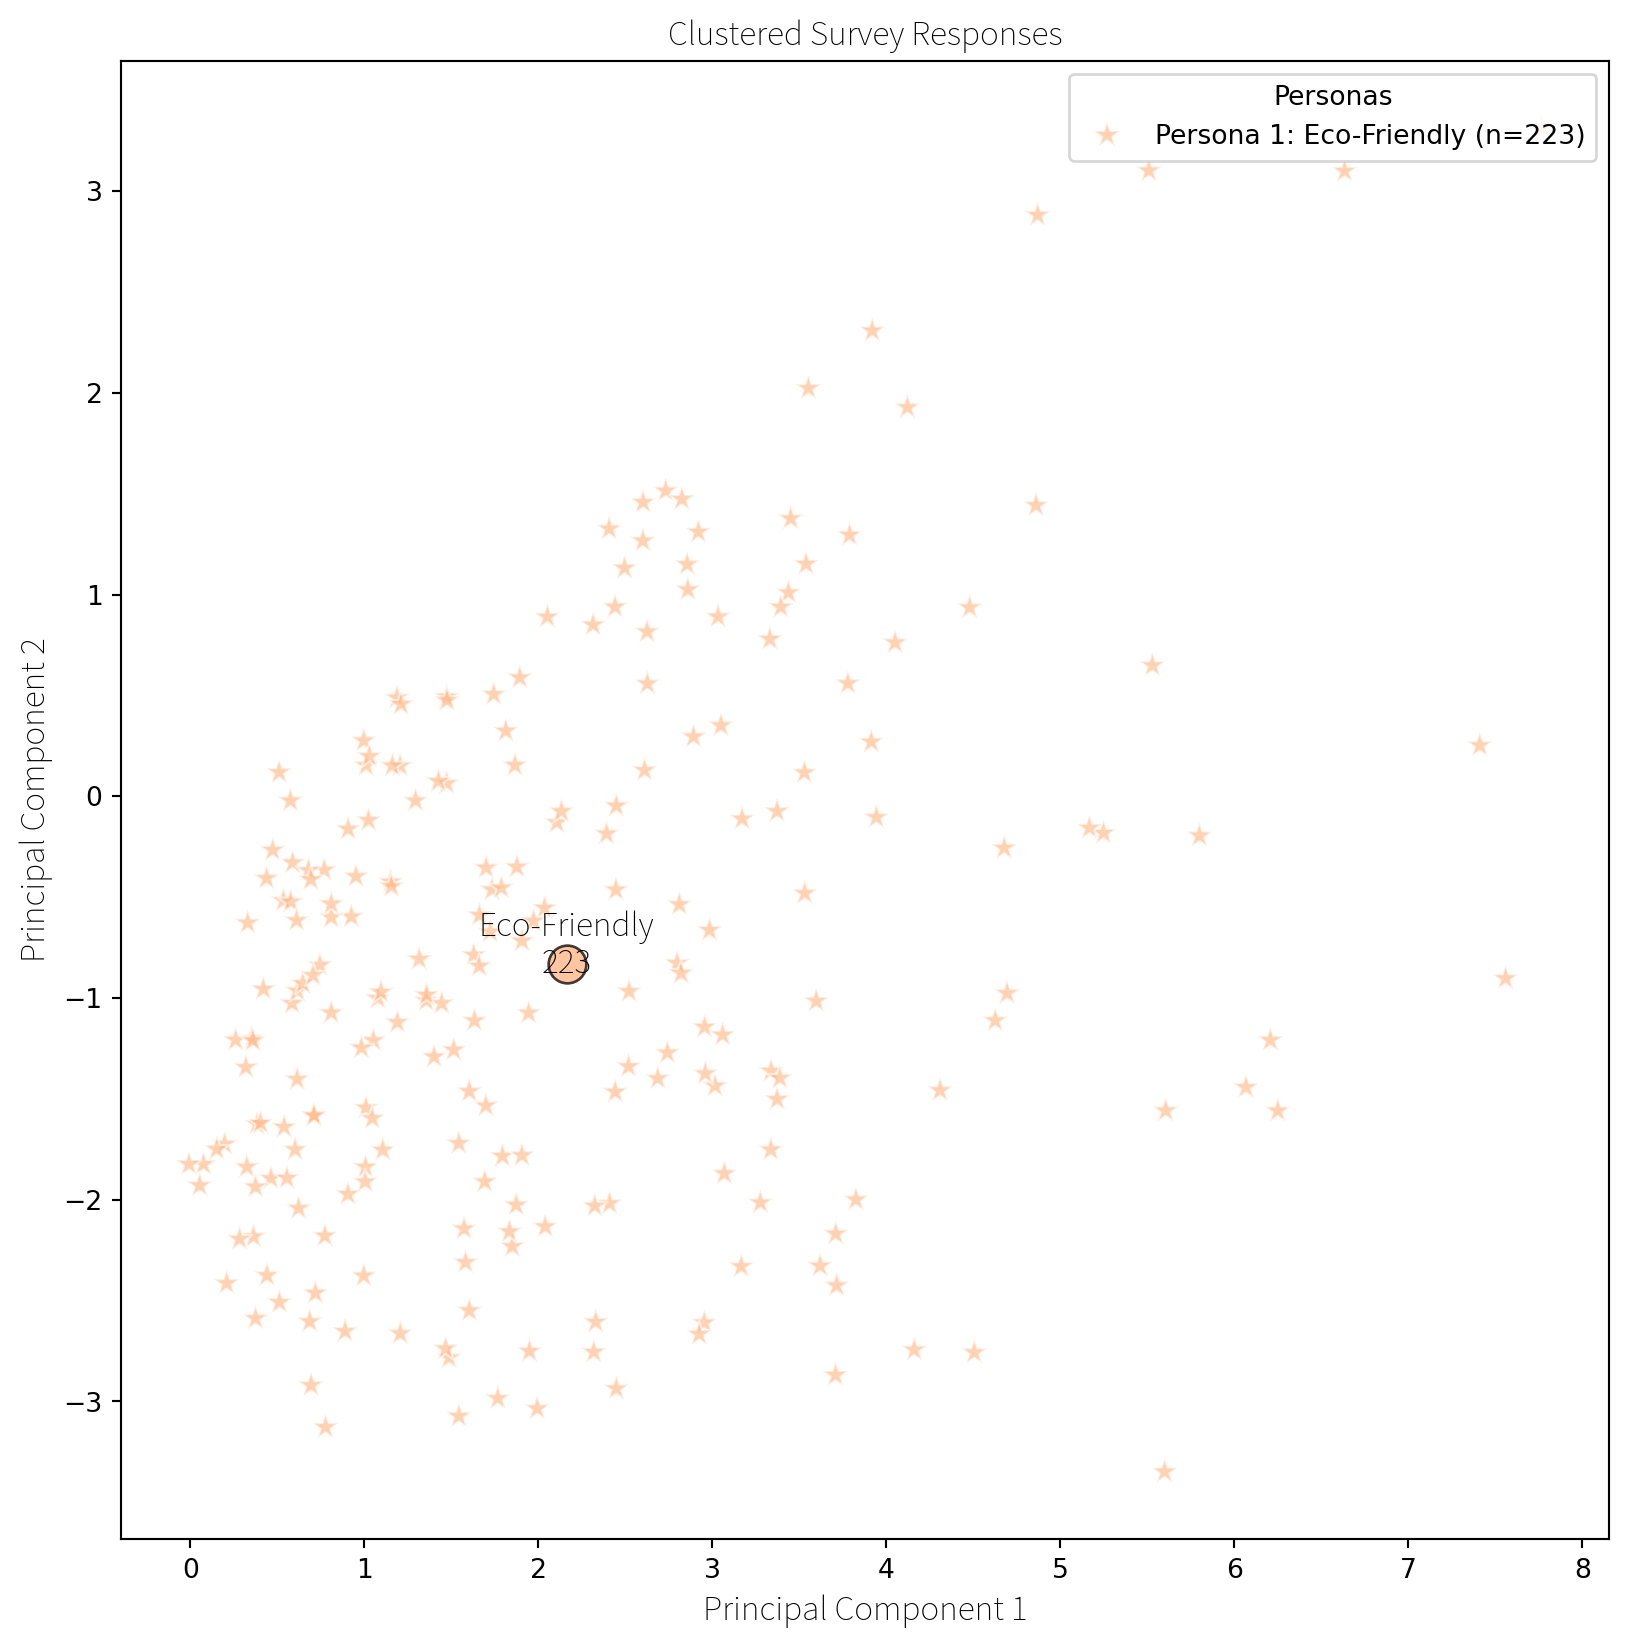 Clustered Survey Responses
Personas
Persona 1: Eco-Friendly (n=223)
3
2
1
0
−1
−2
−3
Principal Component 2
Eco-Friendly
223
0 1 2 3 4 5 6 7 8
Principal Component 1